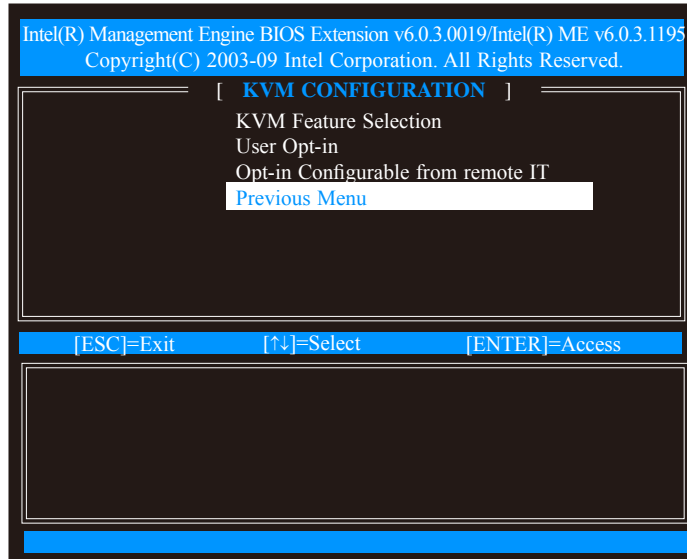 Intel(R) Management Engine BIOS Extension v6.0.3.0019/Intel(R) ME v6.0.3.1195
Copyright(C) 2003-09 Intel Corporation. All Rights Reserved.
[ KVM CONFIGURATION ]
KVM Feature Selection
User Opt-in
Opt-in Configurable from remote IT
Previous Menu
[ESC]=Exit [↑↓]=Select [ENTER]=Access